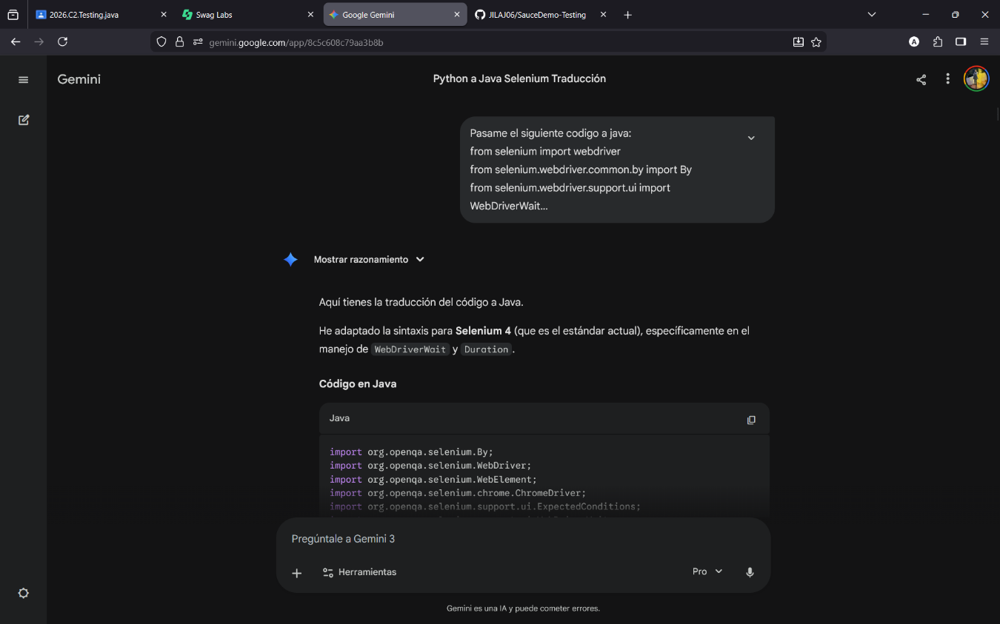 2026.C2.Testing.java
Swag Labs
Google Gemini
JILAJ06/SauceDemo-Testing
gemini.google.com/app/8c5c608c79aa3b8b
A
Gemini
Python a Java Selenium Traducción
Pasame el siguiente codigo a java:
from selenium import webdriver
from selenium.webdriver.common.by import By
from selenium.webdriver.support.ui import
WebDriverWait...
Mostrar razonamiento
Aquí tienes la traducción del código a Java.
He adaptado la sintaxis para Selenium 4 (que es el estándar actual), específicamente en el
manejo de WebDriverWait y Duration.
Código en Java
Java
import org.openqa.selenium.By;
import org.openqa.selenium.WebDriver;
import org.openqa.selenium.WebElement;
import org.openqa.selenium.chrome.ChromeDriver;
import org.openqa.selenium.support.ui.ExpectedConditions;
Pregúntale a Gemini 3
Herramientas
Pro
Gemini es una IA y puede cometer errores.